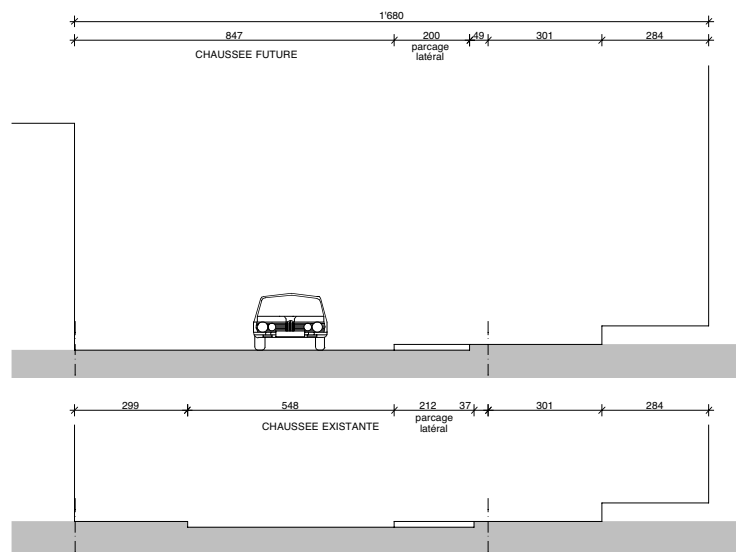 1'680
847 200 49 301 284
CHAUSSEE FUTURE
parcage
latéral
299 548 212 37 301 284
CHAUSSEE EXISTANTE
parcage
latéral